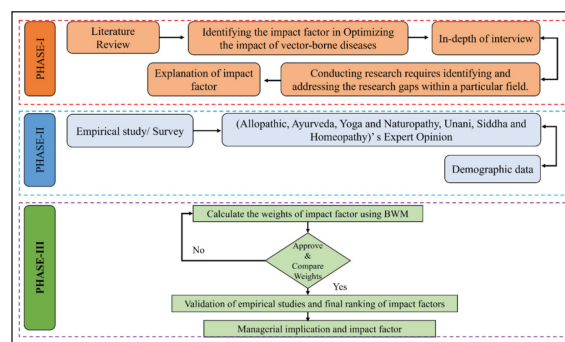 PHASE-I
Literature
Review
Identifying the impact factor in Optimizing
the impact of vector-borne diseases
In-depth of interview
Explanation of impact
factor
Conducting research requires identifying and
addressing the research gaps within a particular field.
PHASE-II
Empirical study/ Survey
(Allopathic, Ayurveda, Yoga and Naturopathy, Unani, Siddha and
Homeopathy)' s Expert Opinion
Demographic data
PHASE-III
Calculate the weights of impact factor using BWM
No
Approve
&
Compare
Weights
Yes
Validation of empirical studies and final ranking of impact factors
Managerial implication and impact factor